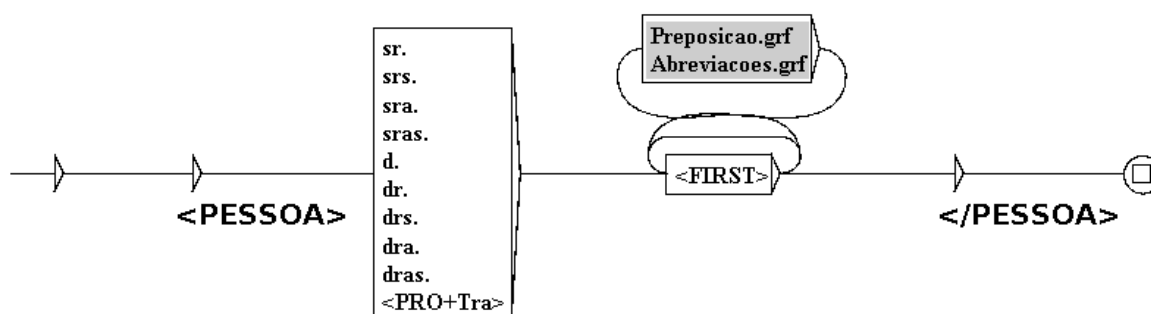 <PESSOA>
sr.
srs.
sra.
sras.
d.
dr.
drs.
dra.
dras.
<PRO+Tra>
Preposicao.grf
Abreviacoes.grf
<FIRST>
</PESSOA>